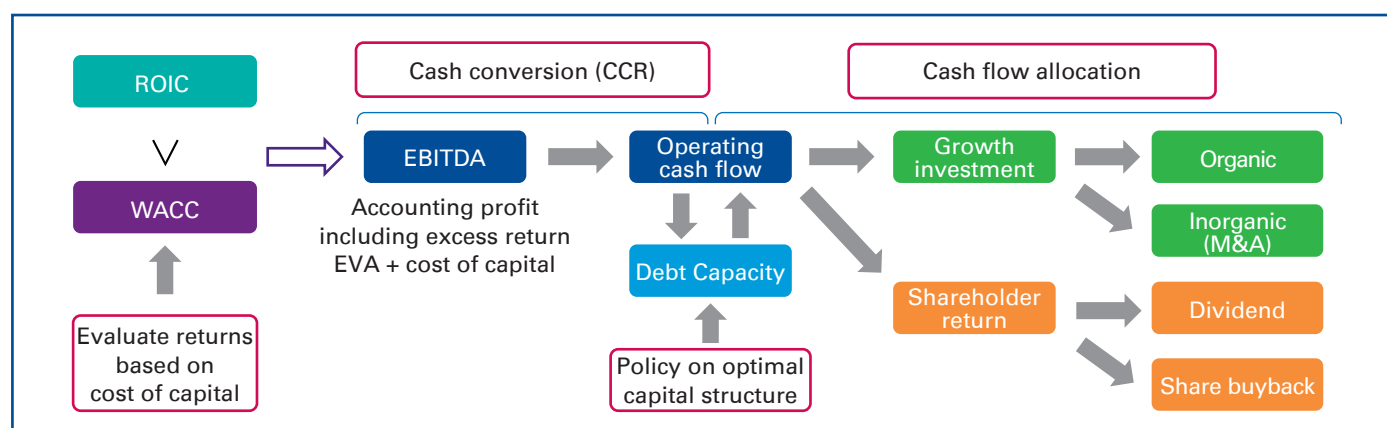 ROIC
WACC
Evaluate returns
based on
cost of capital
Cash conversion (CCR)
EBITDA
Accounting profit
including excess return
EVA + cost of capital
Operating
cash flow
Debt Capacity
Policy on optimal
capital structure
Cash flow allocation
Growth
investment
Organic
Inorganic
(M&A)
Shareholder
return
Dividend
Share buyback